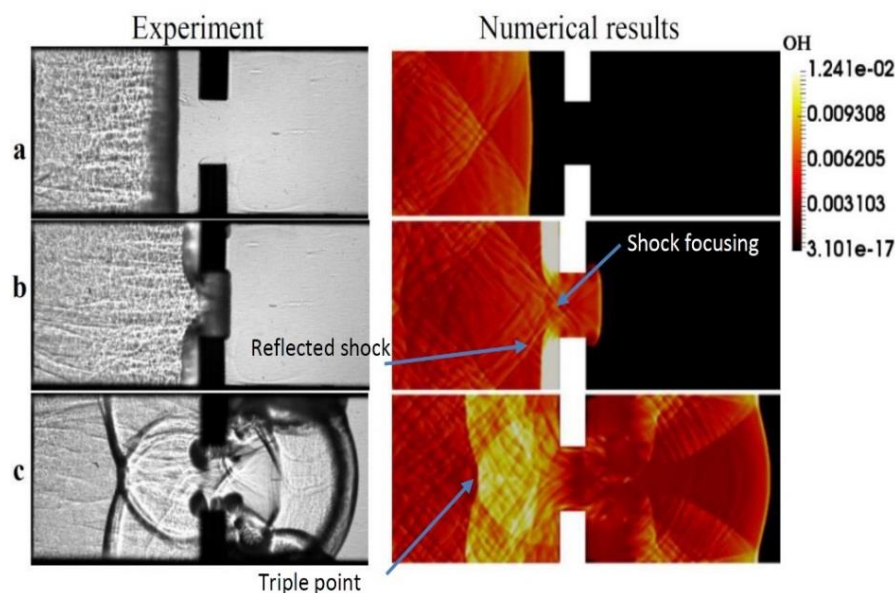 Experiment
Numerical results
OH
1.241e-02
0.009308
0.006205
0.003103
3.101e-17
a
b
Shock focusing
Reflected shock
c
Triple point